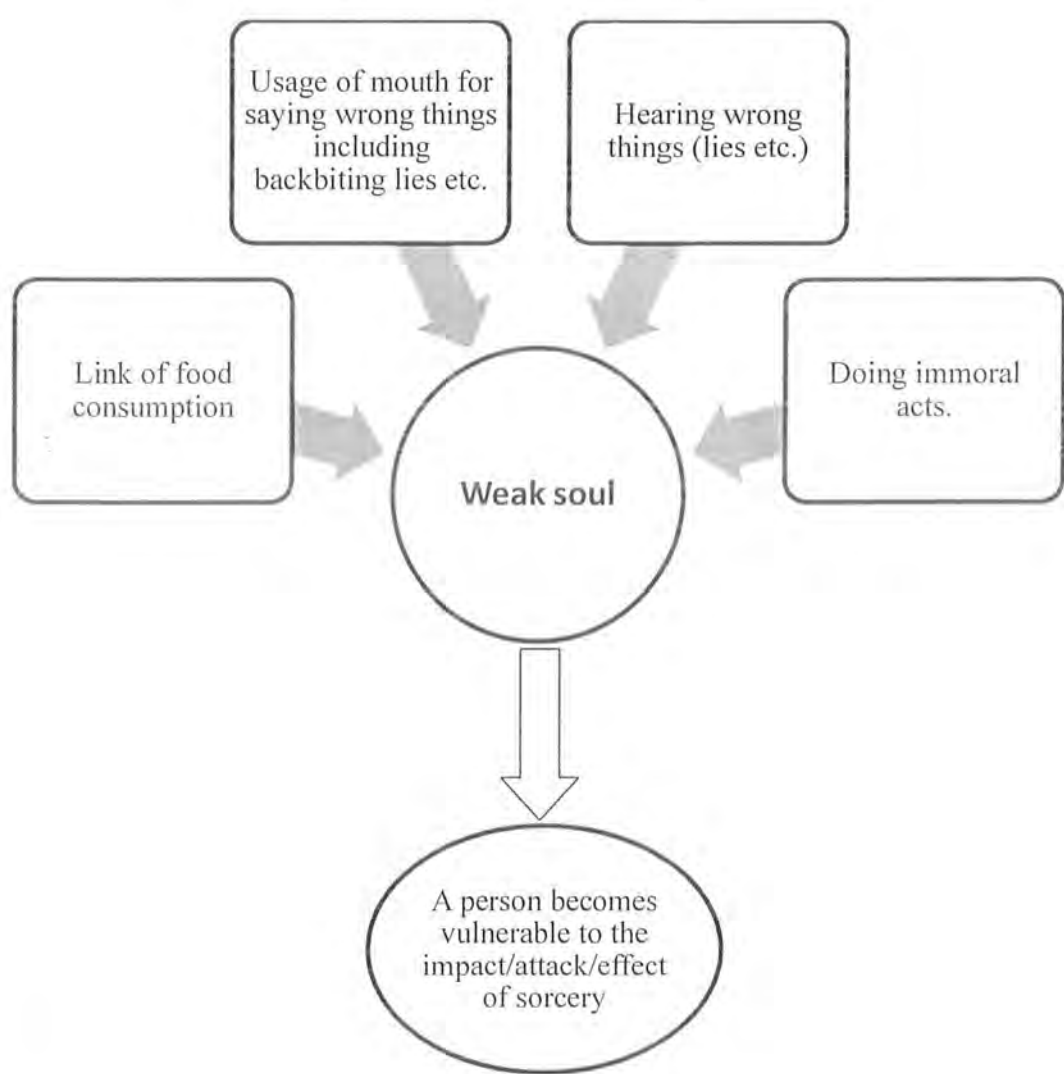 Usage of mouth for
saying wrong things
including
backbiting lies etc.
Hearing wrong
things (lies etc.)
Link of food
consumption
Doing immoral
acts.
Weak soul
A person becomes
vulnerable to the
impact/attack/effect
of sorcery